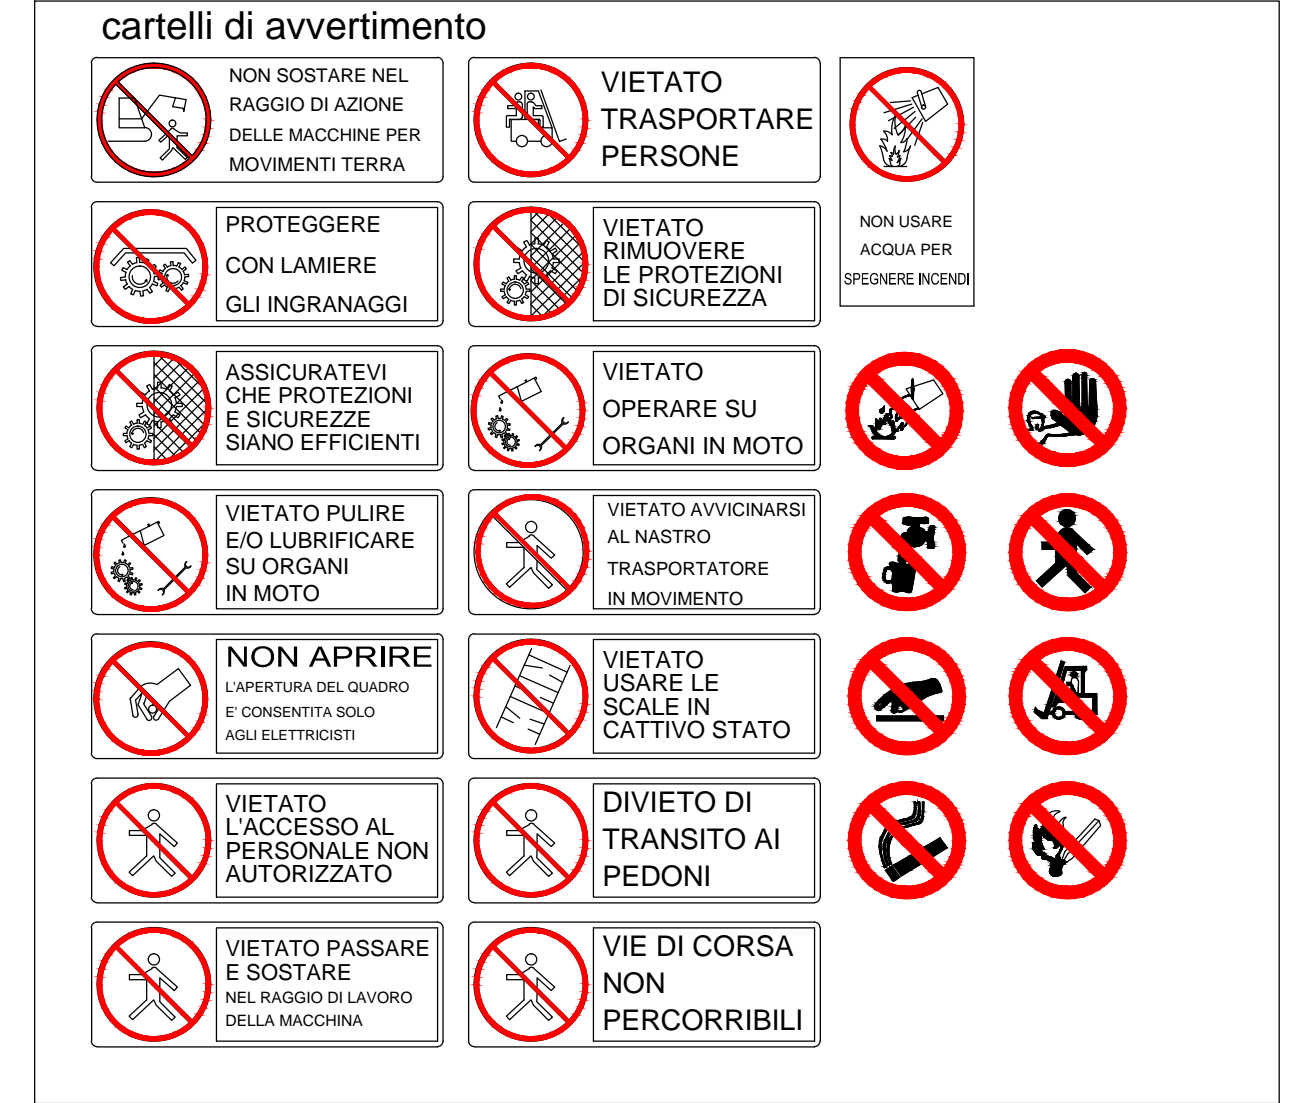 cartelli di avvertimento
NON SOSTARE NEL
RAGGIO DI AZIONE
DELLE MACCHINE PER
MOVIMENTI TERRA
VIETATO
TRASPORTARE
PERSONE
NON USARE
ACQUA PER
SPEGNERE INCENDI
PROTEGGERE
CON LAMIERE
GLI INGRANAGGI
VIETATO
RIMUOVERE
LE PROTEZIONI
DI SICUREZZA
ASSICURATEVI
CHE PROTEZIONI
E SICUREZZE
SIANO EFFICIENTI
VIETATO
OPERARE SU
ORGANI IN MOTO
VIETATO PULIRE
E/O LUBRIFICARE
SU ORGANI
IN MOTO
VIETATO AVVICINARSI
AL NASTRO
TRASPORTATORE
IN MOVIMENTO
NON APRIRE
L'APERTURA DEL QUADRO
E' CONSENTITA SOLO
AGLI ELETTRICISTI
VIETATO
USARE LE
SCALE IN
CATTIVO STATO
VIETATO
L'ACCESSO AL
PERSONALE NON
AUTORIZZATO
DIVIETO DI
TRANSITO AI
PEDONI
VIETATO PASSARE
E SOSTARE
NEL RAGGIO DI LAVORO
DELLA MACCHINA
VIE DI CORSA
NON
PERCORRIBILI